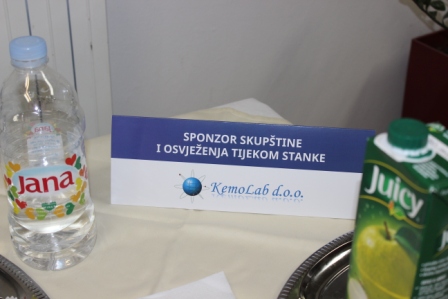 SPONZOR SKUPŠTINE
I OSVJEŽENJA TIJEKOM STANKE
KemoLab d.o.o.
Jana
Juicy